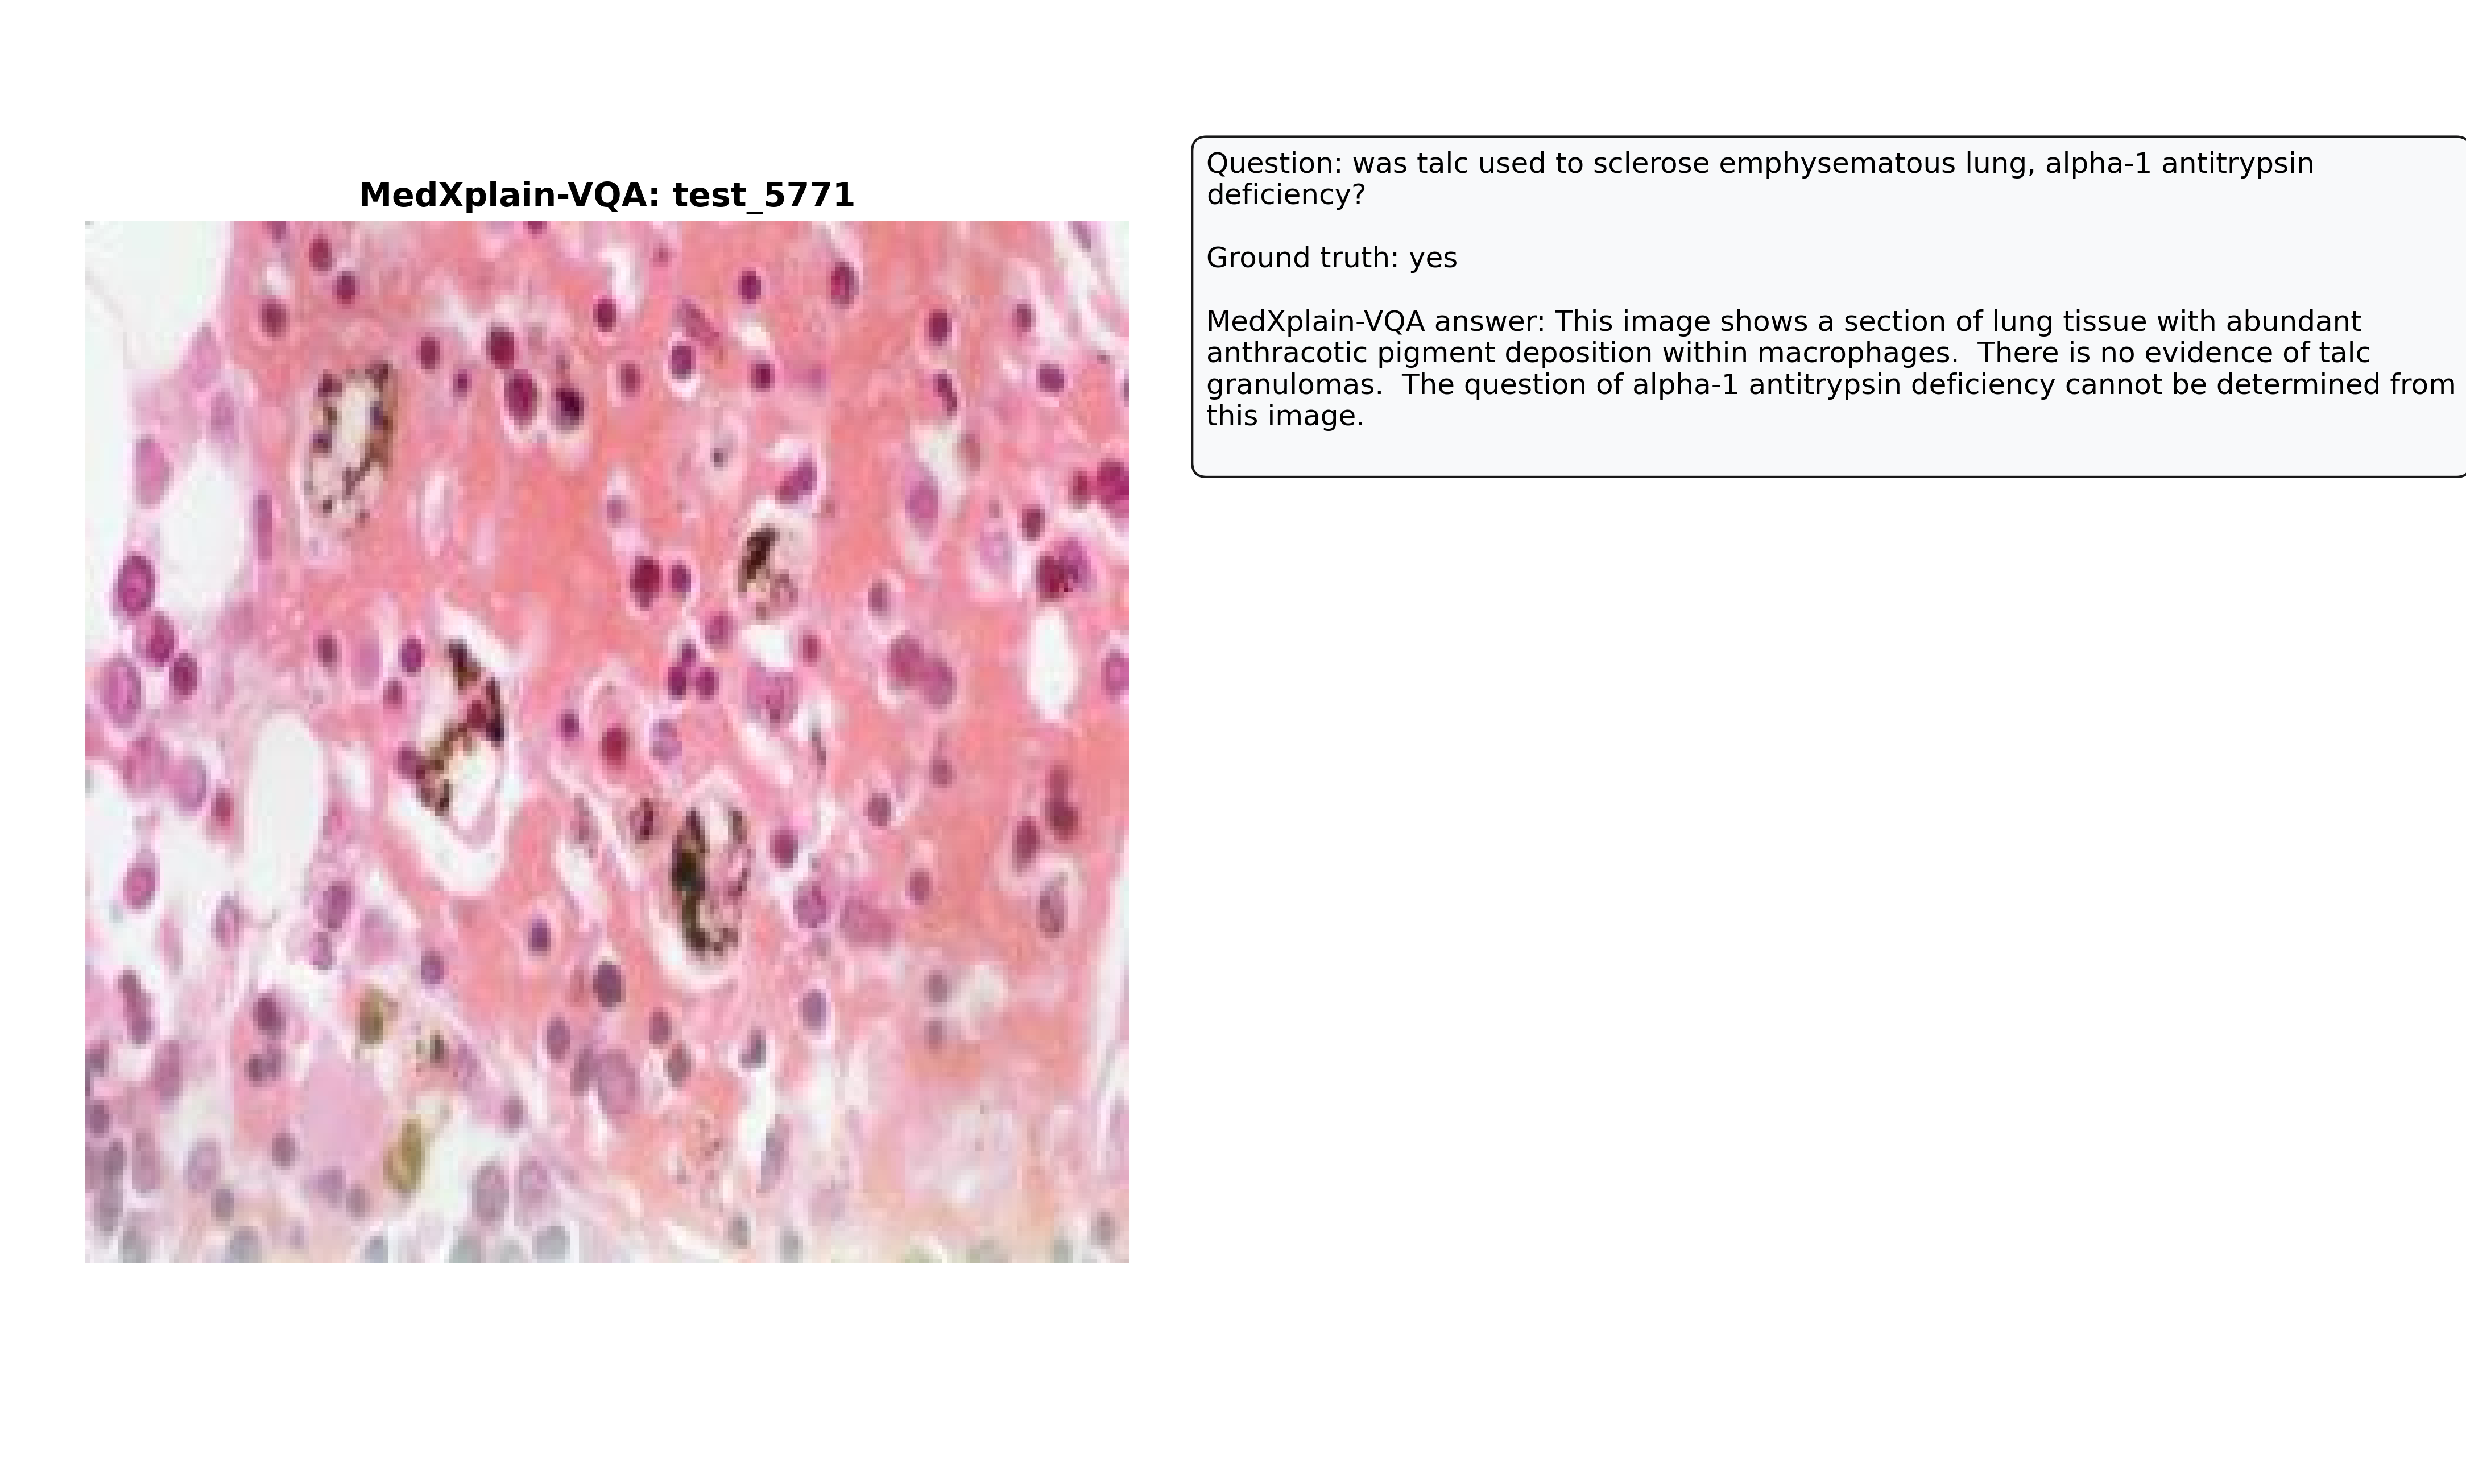 MedXplain-VQA: test_5771
Question: was talc used to sclerose emphysematous lung, alpha-1 antitrypsin
deficiency?
Ground truth: yes
MedXplain-VQA answer: This image shows a section of lung tissue with abundant
anthracotic pigment deposition within macrophages.  There is no evidence of talc
granulomas.  The question of alpha-1 antitrypsin deficiency cannot be determined from
this image.